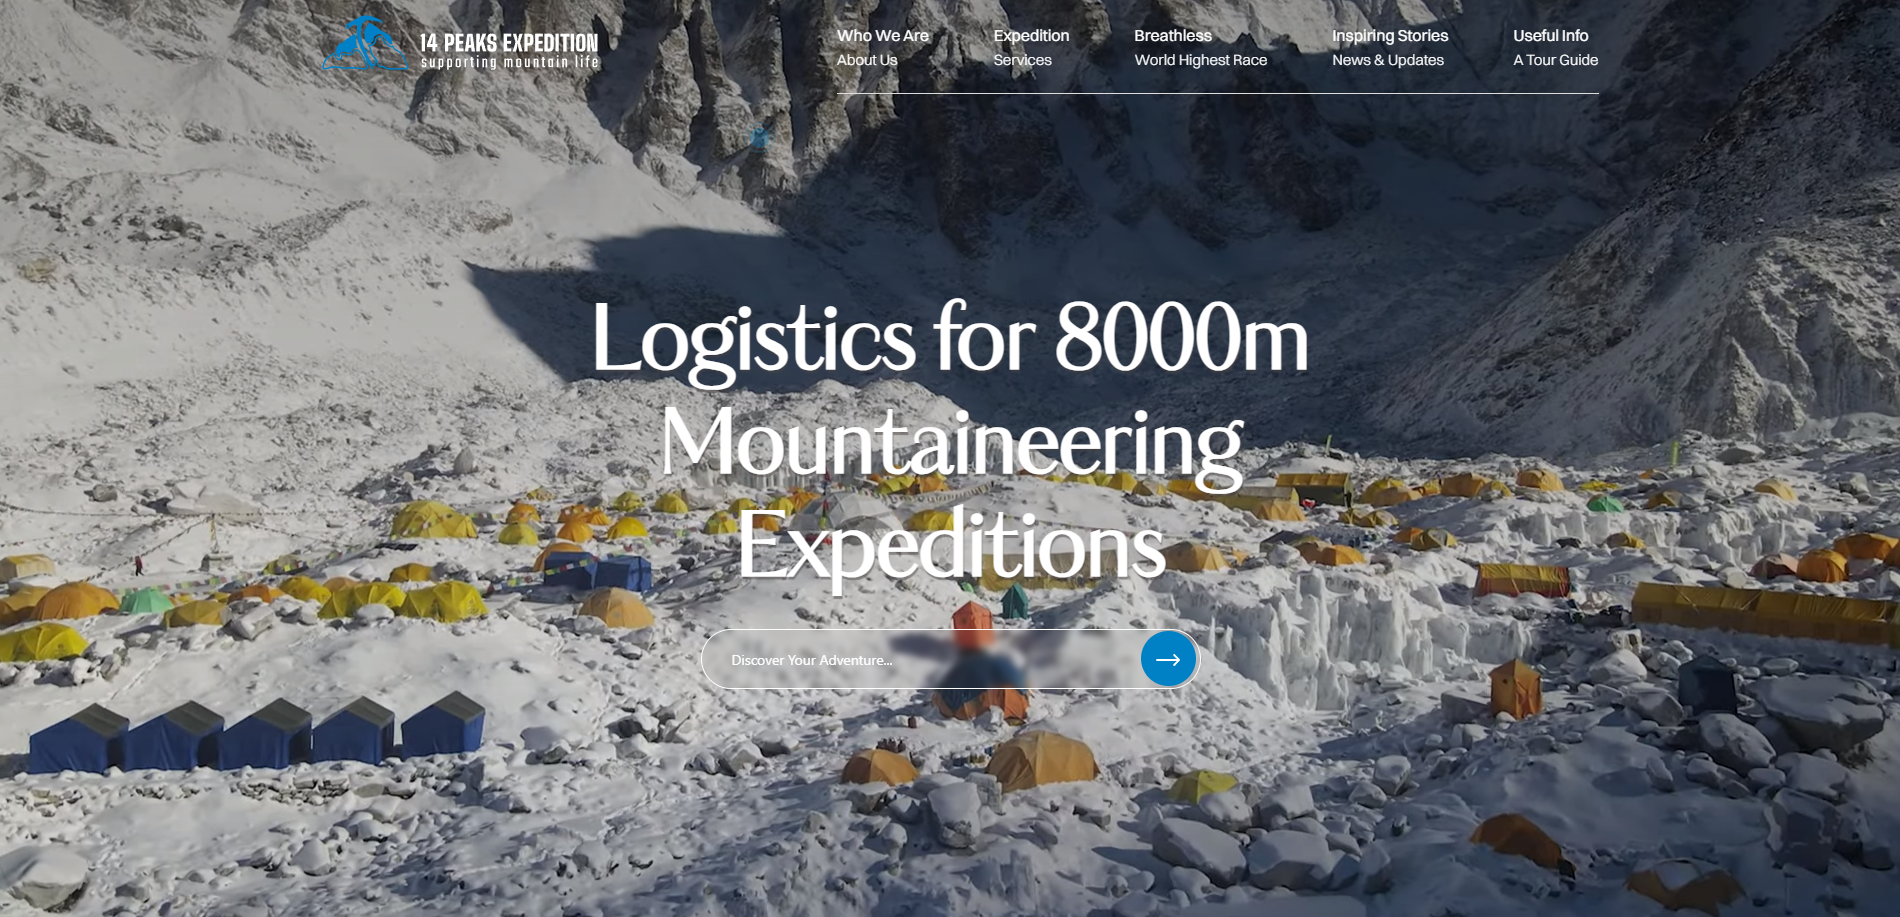 14 PEAKS EXPEDITION
supporting mountain life
Who We Are
About Us
Expedition
Services
Breathless
World Highest Race
Inspiring Stories
News & Updates
Useful Info
A Tour Guide
Logistics for 8000m
Mountaineering
Expeditions
Discover Your Adventure...